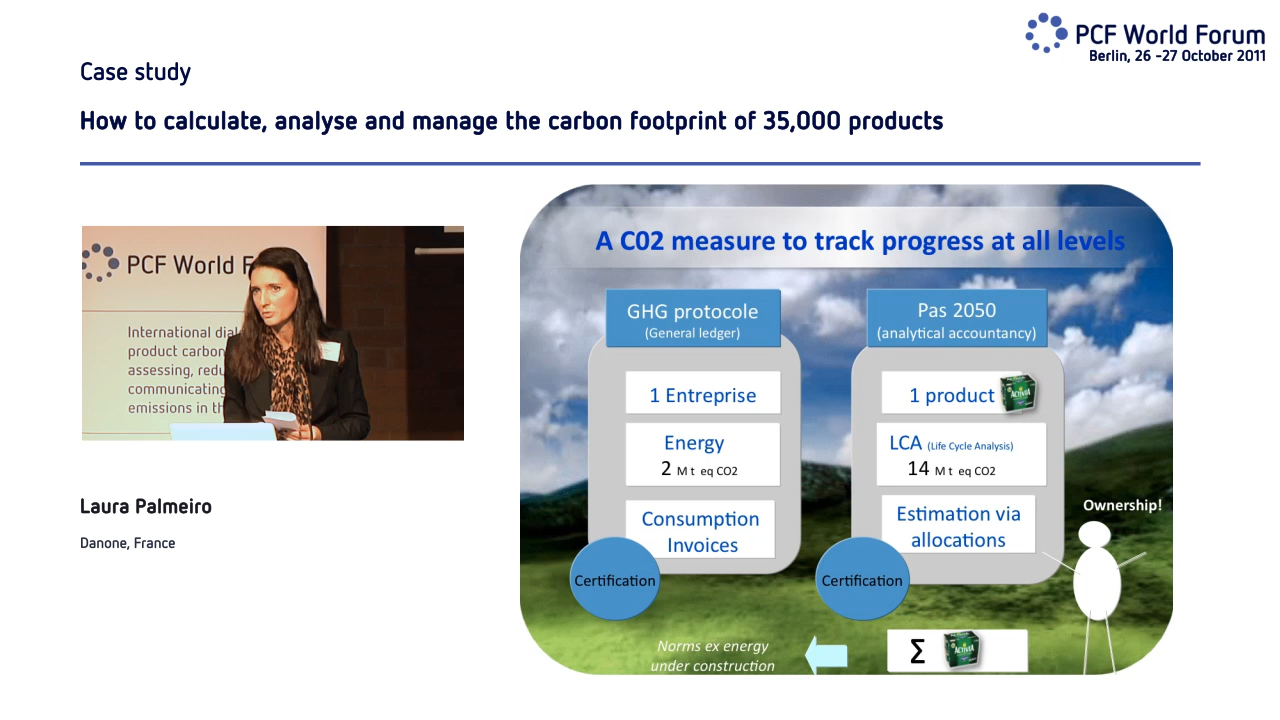 PCF World Forum
Berlin, 26 -27 October 2011
Case study
How to calculate, analyse and manage the carbon footprint of 35,000 products
PCF World F
International dial
product carbon
assessing, redu
communicating
emissions in th
Laura Palmeiro
Danone, France
A C02 measure to track progress at all levels
GHG protocole
(General ledger)
1 Entreprise
Energy
2 M t eq CO2
Consumption
Invoices
Certification
Pas 2050
(analytical accountancy)
1 product
ACTIVIA
LCA (Life Cycle Analysis)
14 M t eq CO2
Estimation via
allocations
Certification
Ownership!
Norms ex energy
under construction
Σ
ACTIVIA